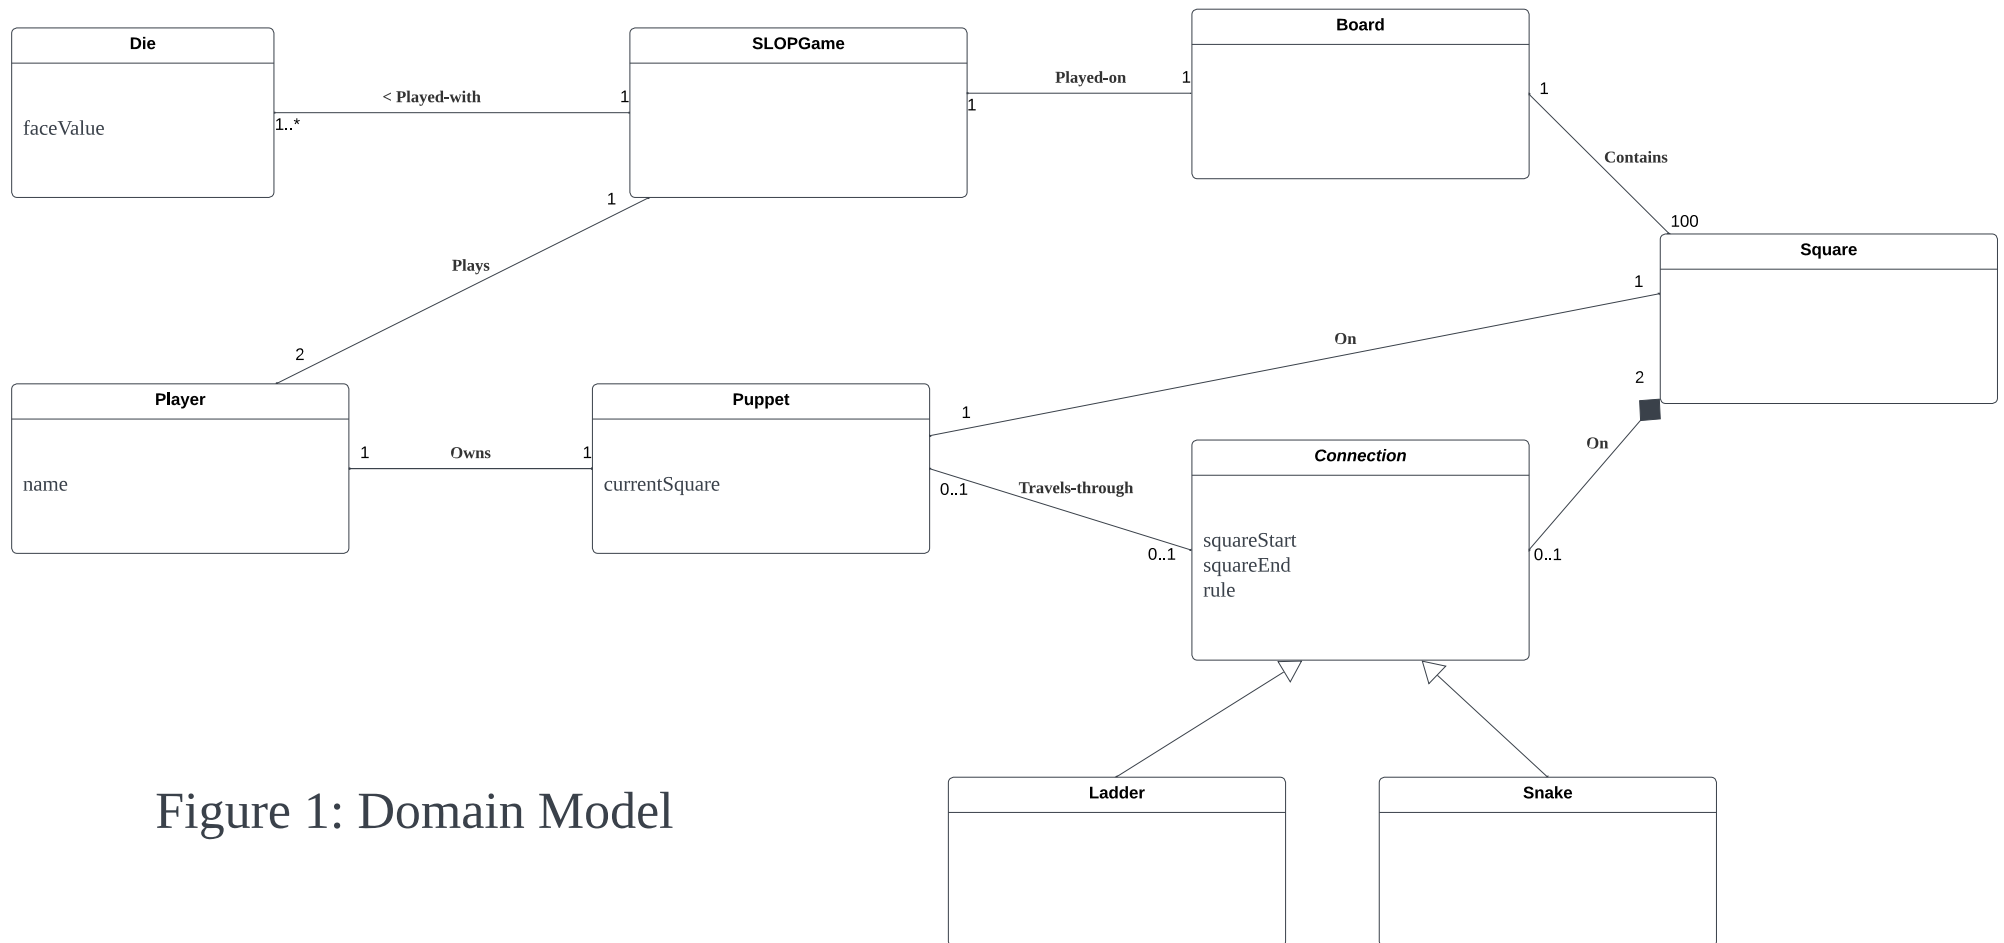 Die
SLOPGame
Board
faceValue
< Played-with
1
1..*
Played-on
1
1
1
Contains
100
Square
1
Plays
2
1
On
1
2
Player
name
1
Owns
1
Puppet
currentSquare
0..1
Travels-through
0..1
Connection
squareStart
squareEnd
rule
On
0..1
Ladder
Snake
Figure 1: Domain Model